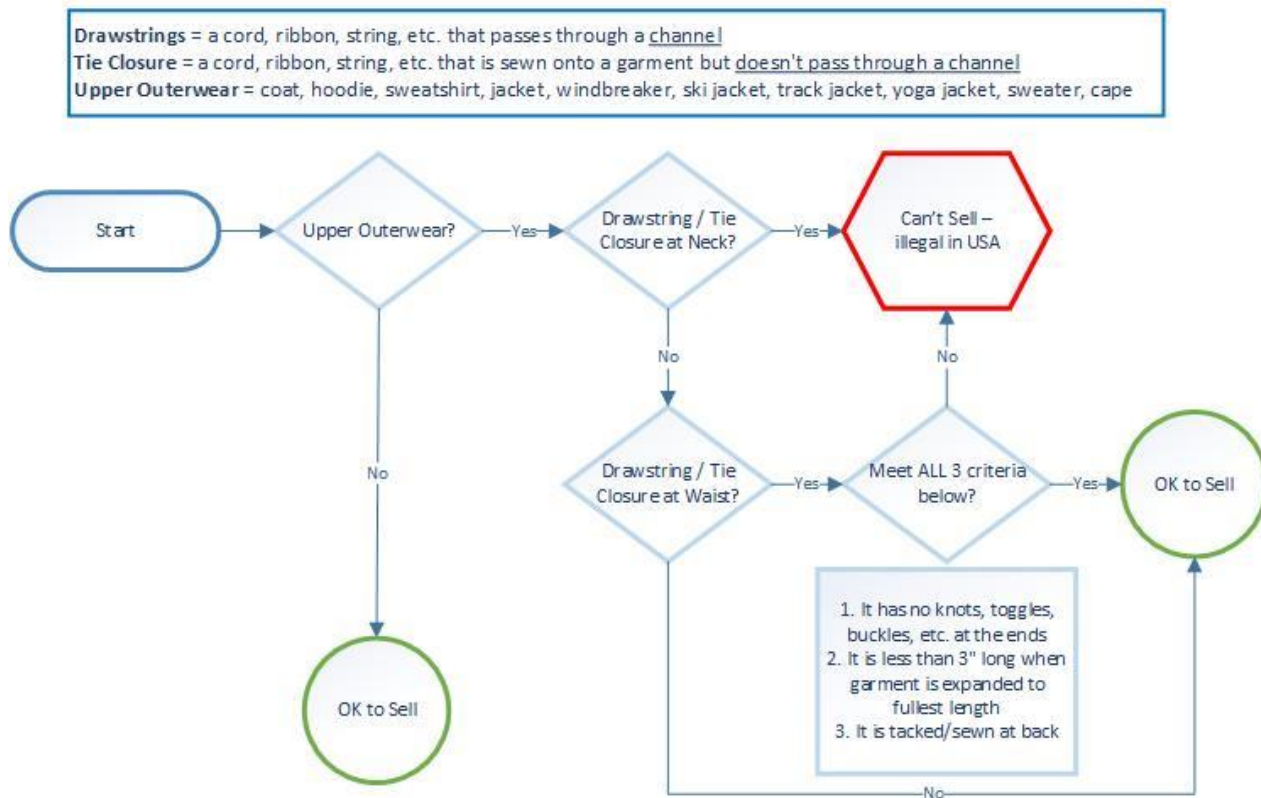 Drawstrings = a cord, ribbon, string, etc. that passes through a channel
Tie Closure = a cord, ribbon, string, etc. that is sewn onto a garment but doesn't pass through a channel
Upper Outerwear = coat, hoodie, sweatshirt, jacket, windbreaker, ski jacket, track jacket, yoga jacket, sweater, cape
Start
Upper Outerwear?
Yes
Drawstring / Tie
Closure at Neck?
Yes
Can't Sell –
illegal in USA
No
No
No
Drawstring / Tie
Closure at Waist?
Yes
Meet ALL 3 criteria
below?
Yes
OK to Sell
1. It has no knots, toggles,
buckles, etc. at the ends
2. It is less than 3" long when
garment is expanded to
fullest length
3. It is tacked/sewn at back
OK to Sell
No